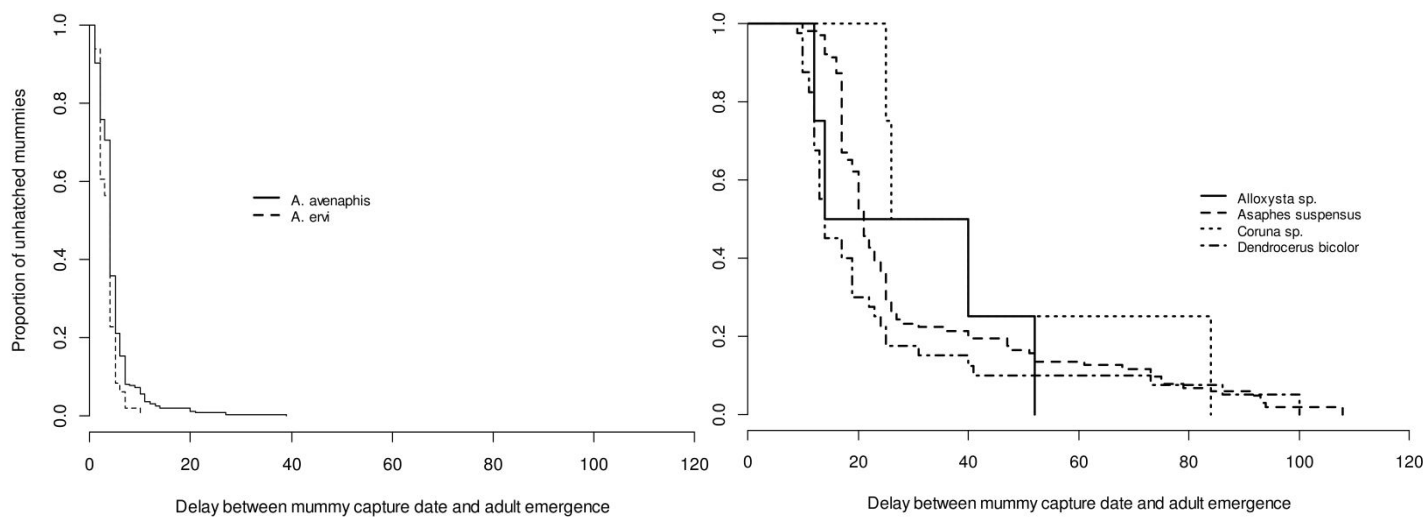 Proportion of unhatched mummies
1.0
0.8
0.6
0.4
0.2
0.0
A. avenaphis
A. ervi
0 20 40 60 80 100 120
Delay between mummy capture date and adult emergence
1.0
0.8
0.6
0.4
0.2
0.0
Alloxysta sp.
Asaphes suspensus
Coruna sp.
Dendrocerus bicolor
0 20 40 60 80 100 120
Delay between mummy capture date and adult emergence